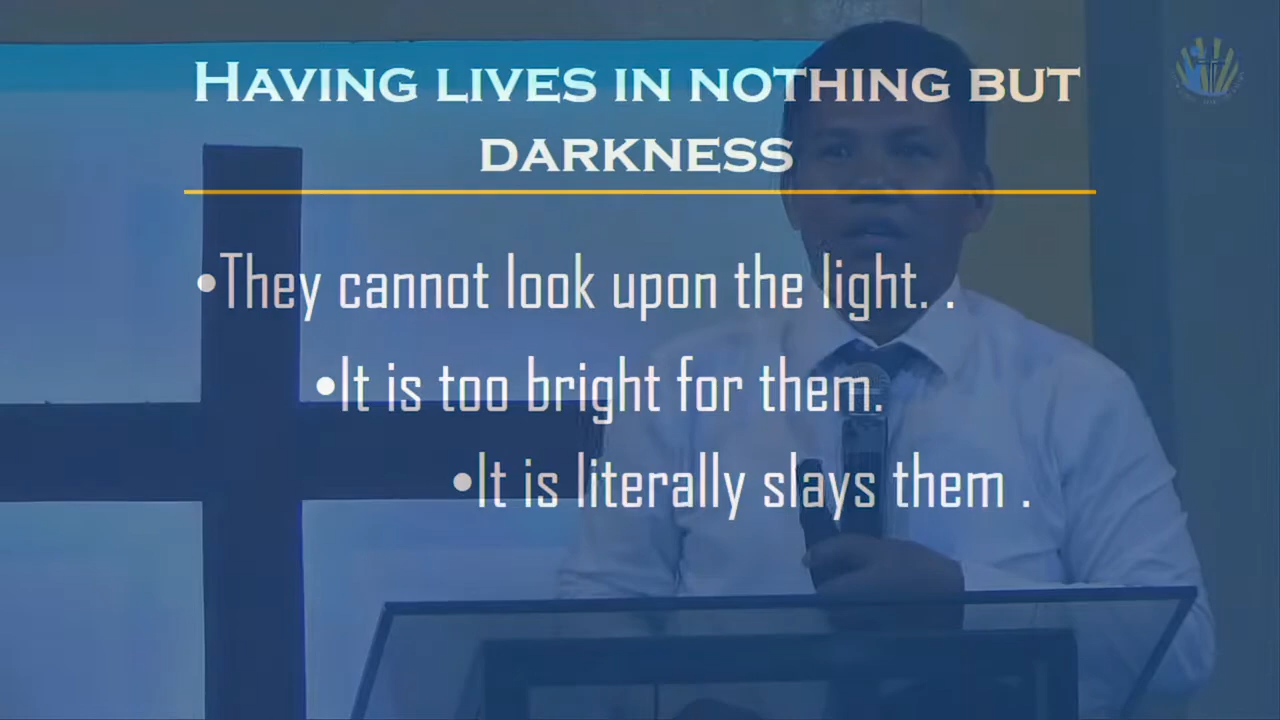 HAVING LIVES IN NOTHING BUT
DARKNESS
•They cannot look upon the light. .
•It is too bright for them.
•It is literally slays them .